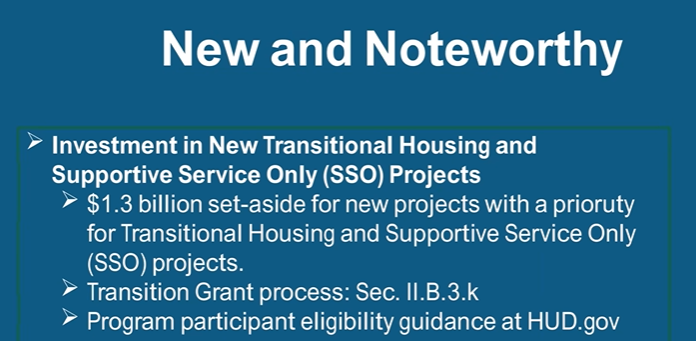 New and Noteworthy
➢ Investment in New Transitional Housing and
Supportive Service Only (SSO) Projects
➢ $1.3 billion set-aside for new projects with a prioruty
for Transitional Housing and Supportive Service Only
(SSO) projects.
➢ Transition Grant process: Sec. II.B.3.k
➢ Program participant eligibility guidance at HUD.gov